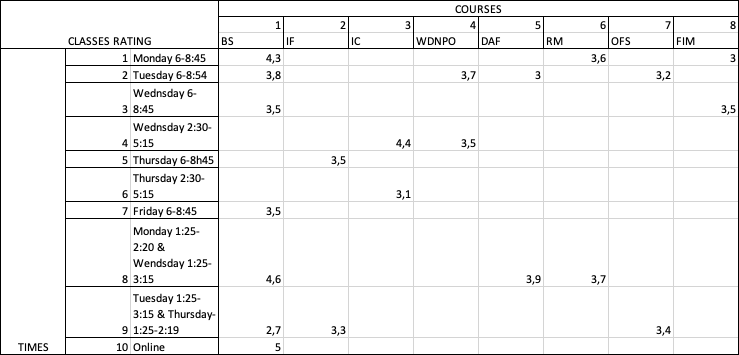 COURSES
1 2 3 4 5 6 7 8
CLASSES RATING BS IF IC WDNPO DAF RM OFS FIM
1 Monday 6-8:45 4,3 3,6 3
2 Tuesday 6-8:54 3,8 3,7 3 3,2
Wednsday 6-
3 8:45 3,5 3,5
Wednsday 2:30-
4 5:15 4,4 3,5
5 Thursday 6-8h45 3,5
Thursday 2:30-
6 5:15 3,1
7 Friday 6-8:45 3,5
Monday 1:25-
2:20 &
Wendsday 1:25-
8 3:15 4,6 3,9 3,7
Tuesday 1:25-
3:15 & Thursday-
9 1:25-2:19 2,7 3,3 3,4
TIMES 10 Online 5